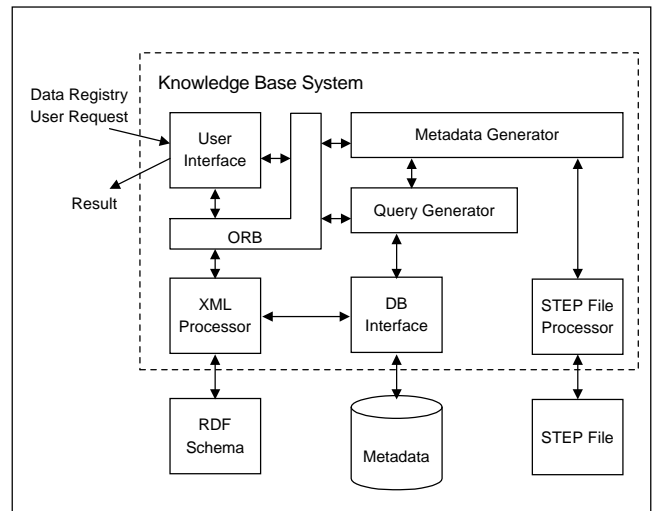 Knowledge Base System
Data Registry
User Request
Result
User
Interface
Metadata Generator
Query Generator
ORB
XML
Processor
DB
Interface
STEP File
Processor
RDF
Schema
Metadata
STEP File